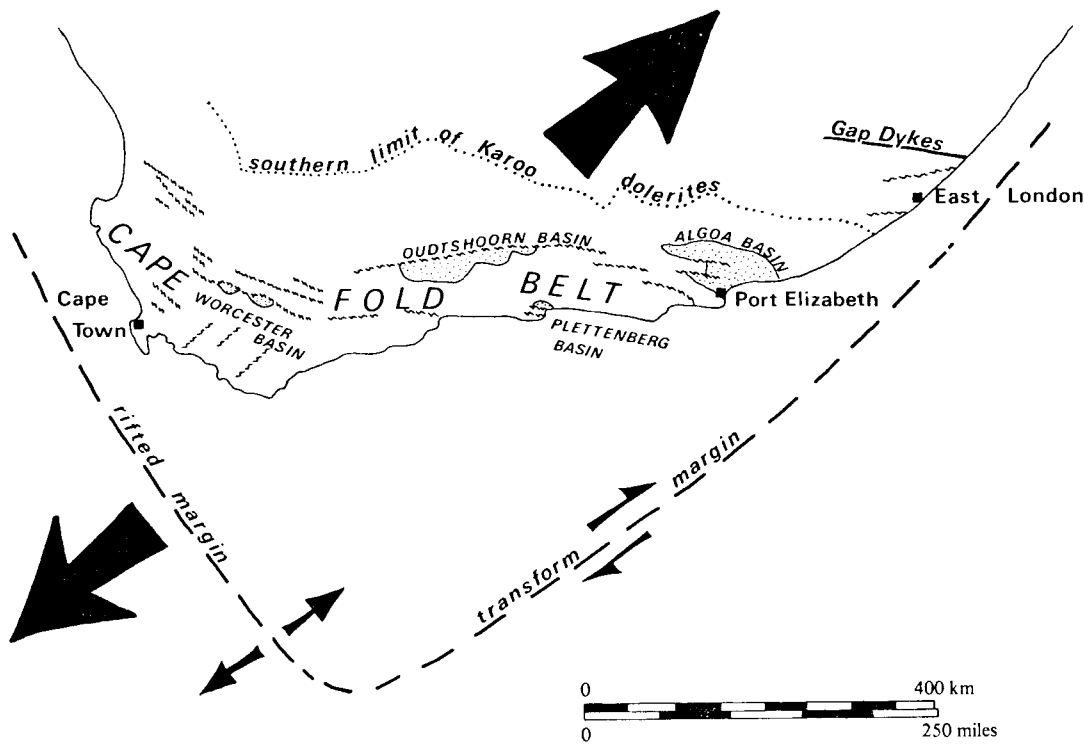 Gap Dykes
southern limit of Karoo dolerites
East London
OUDTSHOORN BASIN
ALGOA BASIN
CAPE FOLD BELT
Cape
Town
WORCESTER
BASIN
Port Elizabeth
PLETTENBERG
BASIN
rifted margin
transform margin
0 400 km
0 250 miles